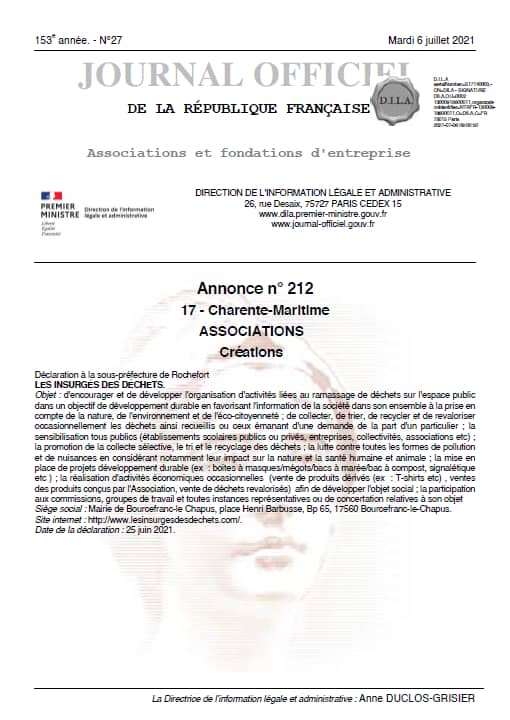 153e année. - N°27
Mardi 6 juillet 2021
JOURNAL OFFICIEL
DE LA RÉPUBLIQUE FRANÇAISE
D.I.L.A.
D.I.L.A
CN=DILA - SIGNATURE
75015 Paris
Associations et fondations d'entreprise
PREMIER
MINISTRE
Liberté
Égalité
Fraternité
Direction de l'information
légale et administrative
DIRECTION DE L'INFORMATION LÉGALE ET ADMINISTRATIVE
26, rue Desaix, 75727 PARIS CEDEX 15
www.dila.premier-ministre.gouv.fr
www.journal-officiel.gouv.fr
Annonce n° 212
17 - Charente-Maritime
ASSOCIATIONS
Créations
Déclaration à la sous-préfecture de Rochefort
LES INSURGES DES DÉCHETS.
Objet : d'encourager et de développer l'organisation d'activités liées au ramassage de déchets sur l'espace public
dans un objectif de développement durable en favorisant l'information de la société dans son ensemble à la prise en
compte de la nature, de l'environnement et de l'éco-citoyenneté ; de collecter, de trier, de recycler et de revaloriser
occasionnellement les déchets ainsi recueillis ou ceux émanant d'une demande de la part d'un particulier ; la
sensibilisation tous publics (établissements scolaires publics ou privés, entreprises, collectivités, associations etc) ;
la promotion de la collecte sélective, le tri et le recyclage des déchets ; la lutte contre toutes les formes de pollution
et de nuisances en considérant notamment leur impact sur la nature et la santé humaine et animale ; la mise en
place de projets développement durable (ex : boites à masques/mégots/bacs à marée/bac à compost, signalétique
etc ) ; la réalisation d'activités économiques occasionnelles (vente de produits dérivés (ex : T-shirts etc) , ventes
des produits conçus par l'Association, vente de déchets revalorisés) afin de développer l'objet social ; la participation
aux commissions, groupes de travail et toutes instances représentatives ou de concertation relatives à son objet
Siège social : Mairie de Bourcefranc-le Chapus, place Henri Barbusse, Bp 65, 17560 Bourcefranc-le-Chapus.
Site internet : http://www.lesinsurgesdesdechets.com/.
Date de la déclaration : 25 juin 2021.
La Directrice de l'information légale et administrative : Anne DUCLOS-GRISIER